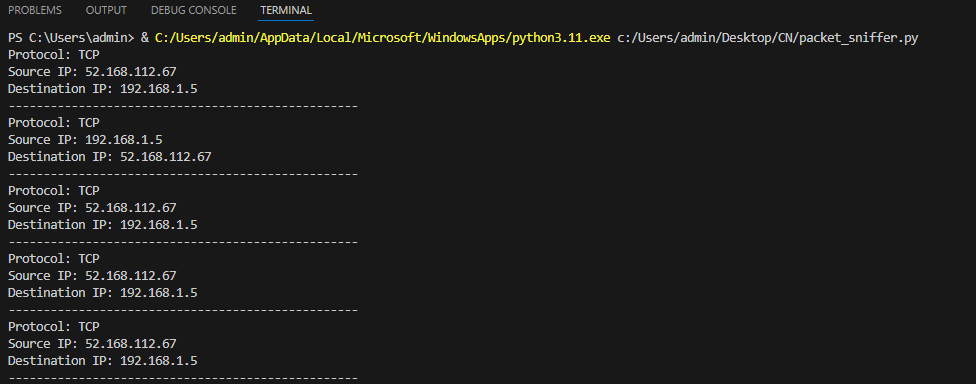 PROBLEMS OUTPUT DEBUG CONSOLE TERMINAL
PS C:\Users\admin> & C:/Users/admin/AppData/Local/Microsoft/WindowsApps/python3.11.exe c:/Users/admin/Desktop/CN/packet_sniffer.py
Protocol: TCP
Source IP: 52.168.112.67
Destination IP: 192.168.1.5
--------------------------------------------------
Protocol: TCP
Source IP: 192.168.1.5
Destination IP: 52.168.112.67
--------------------------------------------------
Protocol: TCP
Source IP: 52.168.112.67
Destination IP: 192.168.1.5
--------------------------------------------------
Protocol: TCP
Source IP: 52.168.112.67
Destination IP: 192.168.1.5
--------------------------------------------------
Protocol: TCP
Source IP: 52.168.112.67
Destination IP: 192.168.1.5
--------------------------------------------------